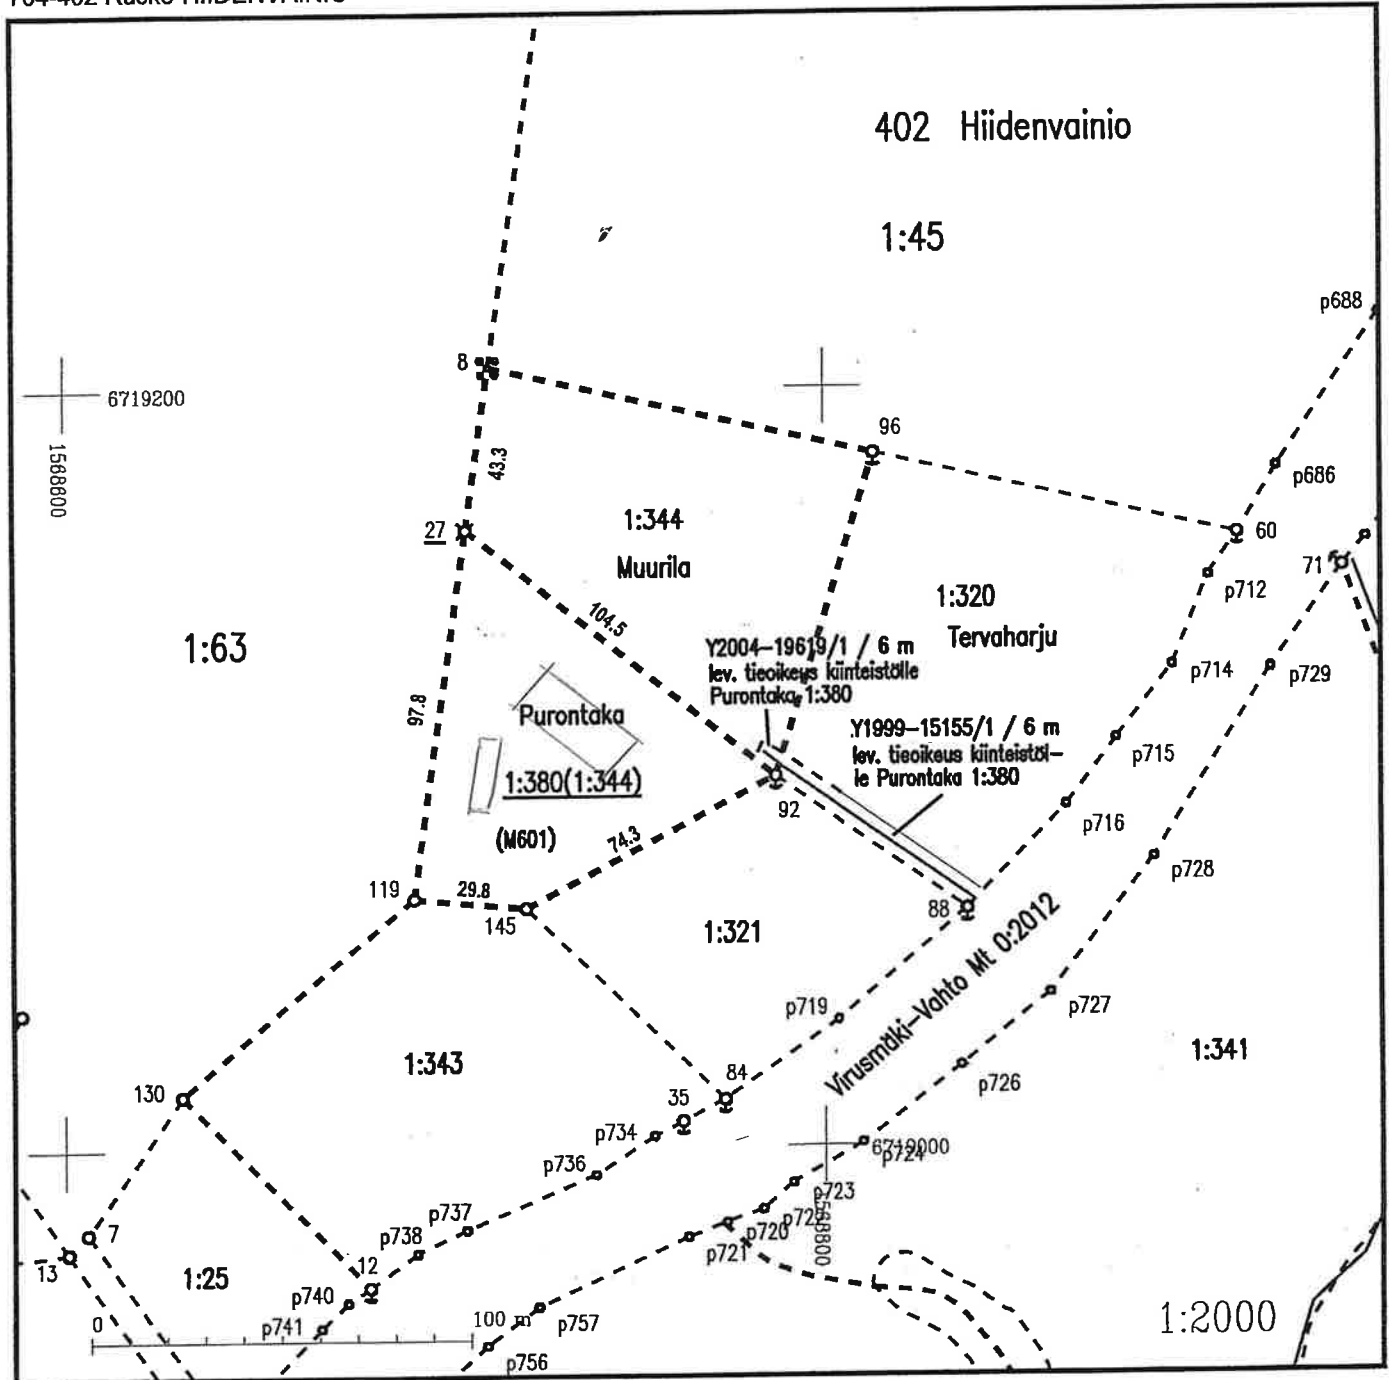 402 Hiidenvainio
1:45
p688
8
6719200
1568600
96
43.3
p686
27
1:344
60
Muurila
71
p712
104.5
1:320
1:63
Tervaharju
Y2004-19619/1 / 6 m
lev. tieoikeus kiinteistölle
Purontaka 1:380
p714
p729
97.8
Purontaka
Y1999-15155/1 / 6 m
lev. tieoikeus kiinteistöl-
le Purontaka 1:380
p715
1:380(1:344)
92
p716
(M601)
74.3
p728
119
29.8
145
88
1:321
Virusmäki-Vahto Mt 0:2012
p719
p727
1:343
1:341
84
130
35
p726
p734
6719000
p724
p736
p723
p722
7
p737
p738
p720
p721
1568800
13
12
1:25
p740
0
100 m
p741
p757
1:2000
p756